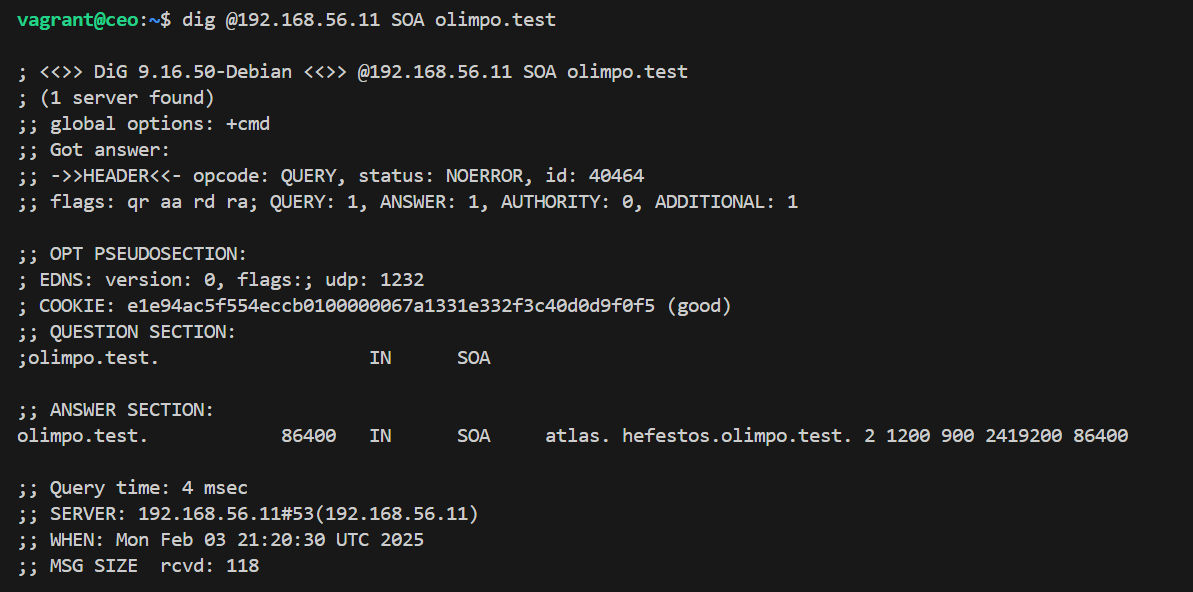 vagrant@ceo:~$ dig @192.168.56.11 SOA olimpo.test
; <<>> DiG 9.16.50-Debian <<>> @192.168.56.11 SOA olimpo.test
; (1 server found)
;; global options: +cmd
;; Got answer:
;; ->>HEADER<<- opcode: QUERY, status: NOERROR, id: 40464
;; flags: qr aa rd ra; QUERY: 1, ANSWER: 1, AUTHORITY: 0, ADDITIONAL: 1
;; OPT PSEUDOSECTION:
; EDNS: version: 0, flags:; udp: 1232
; COOKIE: e1e94ac5f554eccb0100000067a1331e332f3c40d0d9f0f5 (good)
;; QUESTION SECTION:
;olimpo.test. IN SOA
;; ANSWER SECTION:
olimpo.test. 86400 IN SOA atlas. hefestos.olimpo.test. 2 1200 900 2419200 86400
;; Query time: 4 msec
;; SERVER: 192.168.56.11#53(192.168.56.11)
;; WHEN: Mon Feb 03 21:20:30 UTC 2025
;; MSG SIZE rcvd: 118